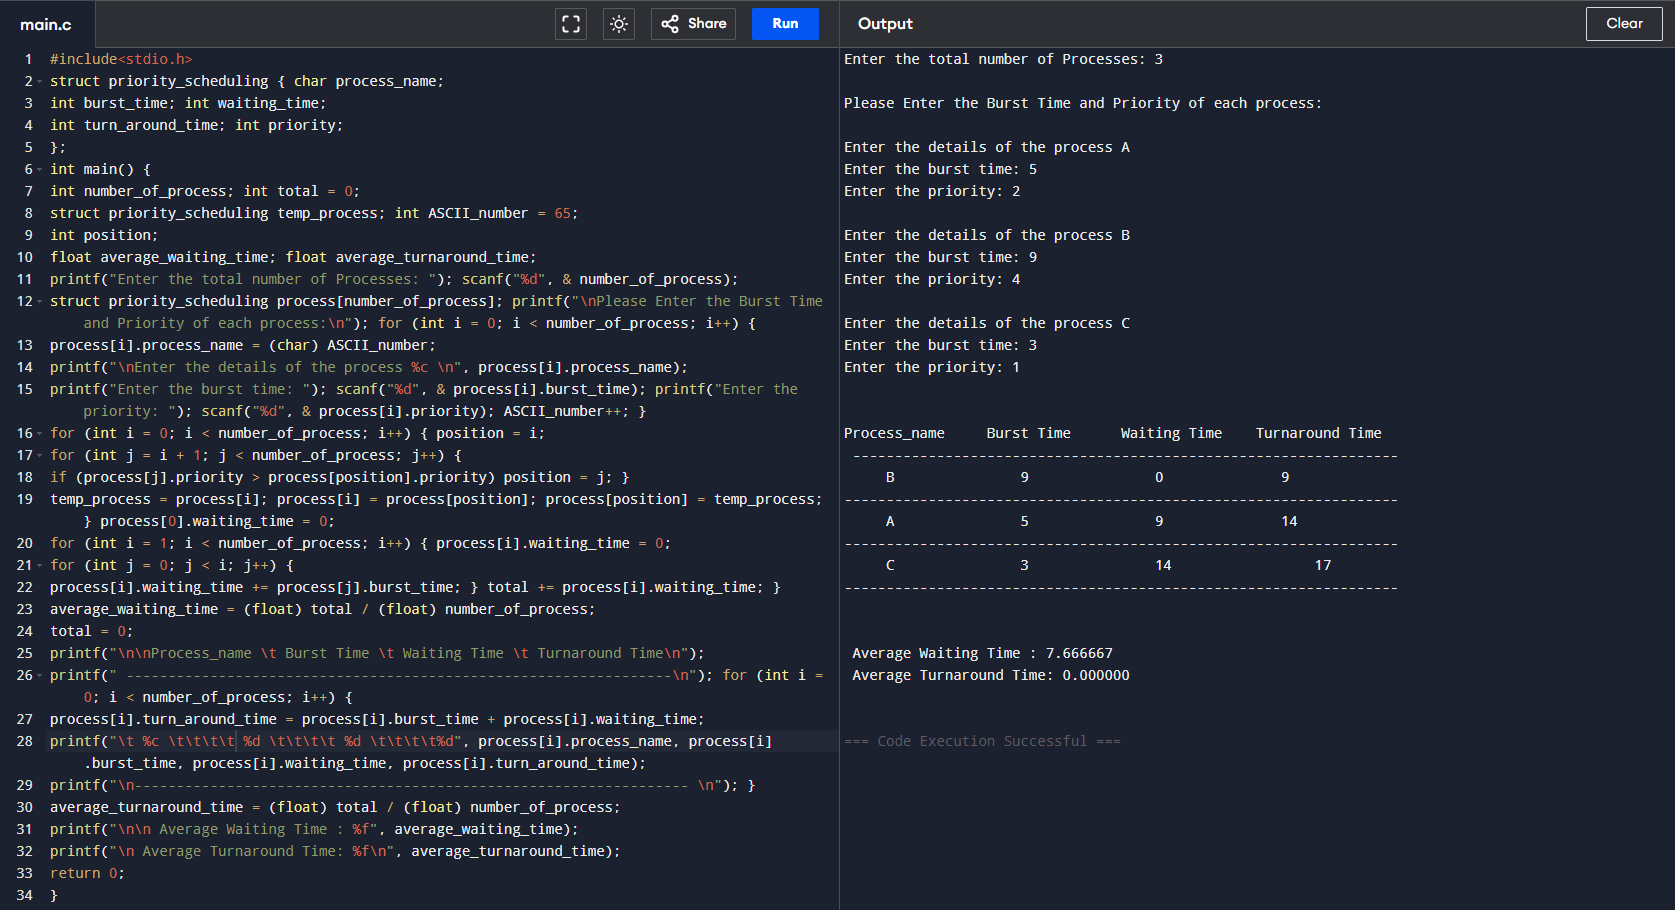 main.c
Share
Run
Output
Clear
1 #include<stdio.h>
2 struct priority_scheduling { char process_name;
3 int burst_time; int waiting_time;
4 int turn_around_time; int priority;
5 };
6 int main() {
7 int number_of_process; int total = 0;
8 struct priority_scheduling temp_process; int ASCII_number = 65;
9 int position;
10 float average_waiting_time; float average_turnaround_time;
11 printf("Enter the total number of Processes: "); scanf("%d", & number_of_process);
12 struct priority_scheduling process[number_of_process]; printf("\nPlease Enter the Burst Time
and Priority of each process:\n"); for (int i = 0; i < number_of_process; i++) {
13 process[i].process_name = (char) ASCII_number;
14 printf("\nEnter the details of the process %c \n", process[i].process_name);
15 printf("Enter the burst time: "); scanf("%d", & process[i].burst_time); printf("Enter the
priority: "); scanf("%d", & process[i].priority); ASCII_number++; }
16 for (int i = 0; i < number_of_process; i++) { position = i;
17 for (int j = i + 1; j < number_of_process; j++) {
18 if (process[j].priority > process[position].priority) position = j; }
19 temp_process = process[i]; process[i] = process[position]; process[position] = temp_process;
} process[0].waiting_time = 0;
20 for (int i = 1; i < number_of_process; i++) { process[i].waiting_time = 0;
21 for (int j = 0; j < i; j++) {
22 process[i].waiting_time += process[j].burst_time; } total += process[i].waiting_time; }
23 average_waiting_time = (float) total / (float) number_of_process;
24 total = 0;
25 printf("\n\nProcess_name \t Burst Time \t Waiting Time \t Turnaround Time\n");
26 printf(" -----------------------------------------------------------------\n"); for (int i =
0; i < number_of_process; i++) {
27 process[i].turn_around_time = process[i].burst_time + process[i].waiting_time;
28 printf("\t %c \t\t\t\t %d \t\t\t\t %d \t\t\t\t%d", process[i].process_name, process[i]
.burst_time, process[i].waiting_time, process[i].turn_around_time);
29 printf("\n------------------------------------------------------------------ \n"); }
30 average_turnaround_time = (float) total / (float) number_of_process;
31 printf("\n\n Average Waiting Time : %f", average_waiting_time);
32 printf("\n Average Turnaround Time: %f\n", average_turnaround_time);
33 return 0;
34 }
Enter the total number of Processes: 3
Please Enter the Burst Time and Priority of each process:
Enter the details of the process A
Enter the burst time: 5
Enter the priority: 2
Enter the details of the process B
Enter the burst time: 9
Enter the priority: 4
Enter the details of the process C
Enter the burst time: 3
Enter the priority: 1
Process_name Burst Time Waiting Time Turnaround Time
-----------------------------------------------------------------
B 9 0 9
------------------------------------------------------------------
A 5 9 14
------------------------------------------------------------------
C 3 14 17
------------------------------------------------------------------
Average Waiting Time : 7.666667
Average Turnaround Time: 0.000000
=== Code Execution Successful ===